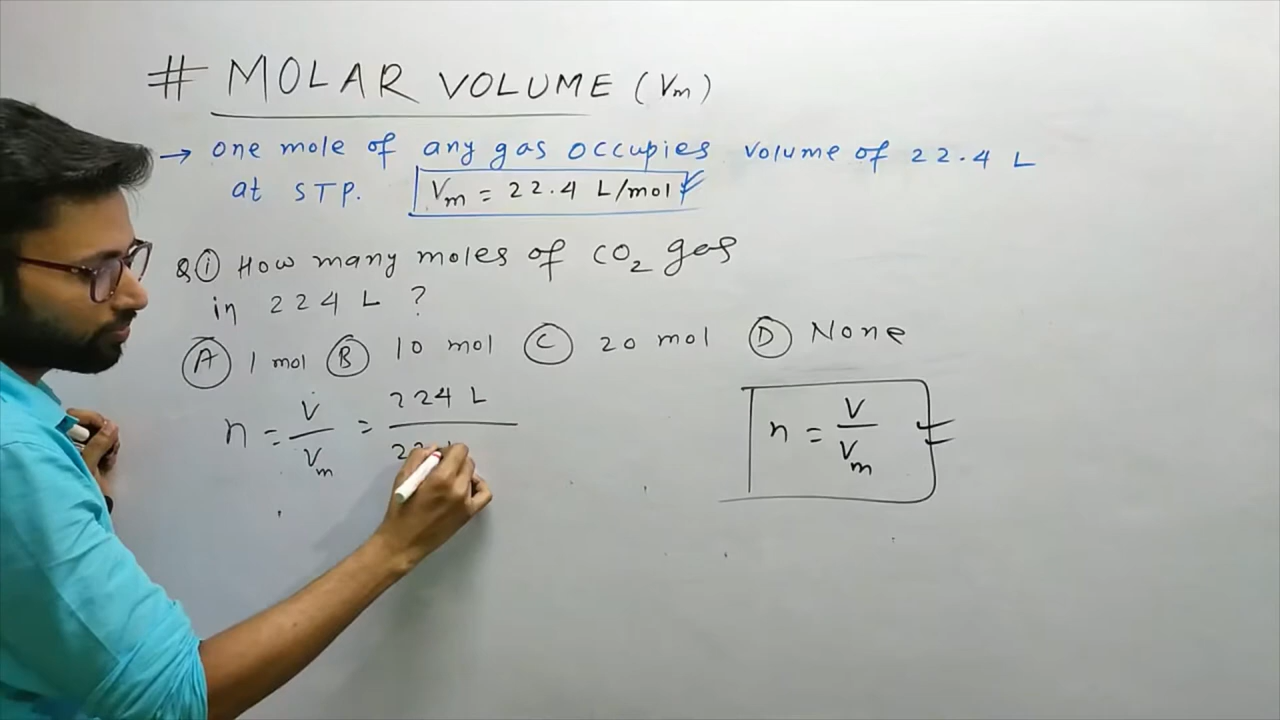 # MOLAR VOLUME (Vm)
→ one mole of any gas occupies volume of 22.4 L
at STP. Vm = 22.4 L/mol
Q① How many moles of CO₂ gas
in 224 L ?
Ⓐ 1 mol Ⓑ 10 mol Ⓒ 20 mol Ⓓ None
n = V/Vm = 224 L/
n = V/Vm